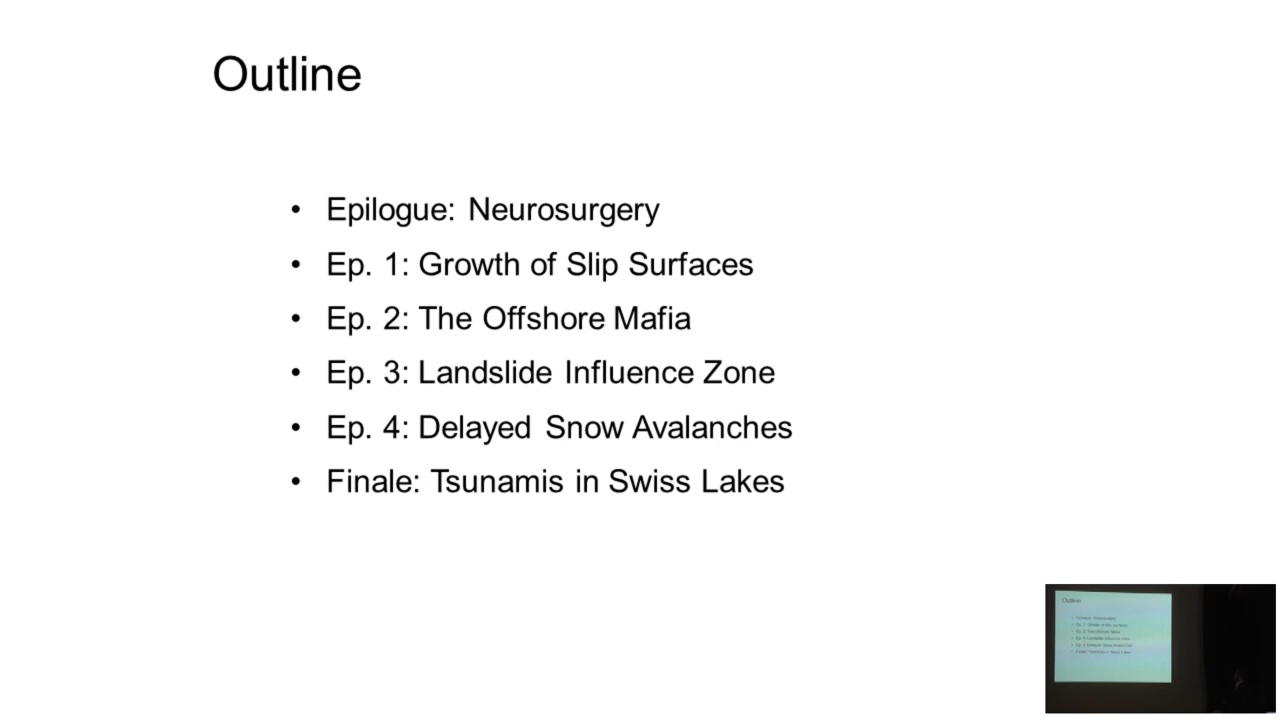 Outline
• Epilogue: Neurosurgery
• Ep. 1: Growth of Slip Surfaces
• Ep. 2: The Offshore Mafia
• Ep. 3: Landslide Influence Zone
• Ep. 4: Delayed Snow Avalanches
• Finale: Tsunamis in Swiss Lakes
Outline